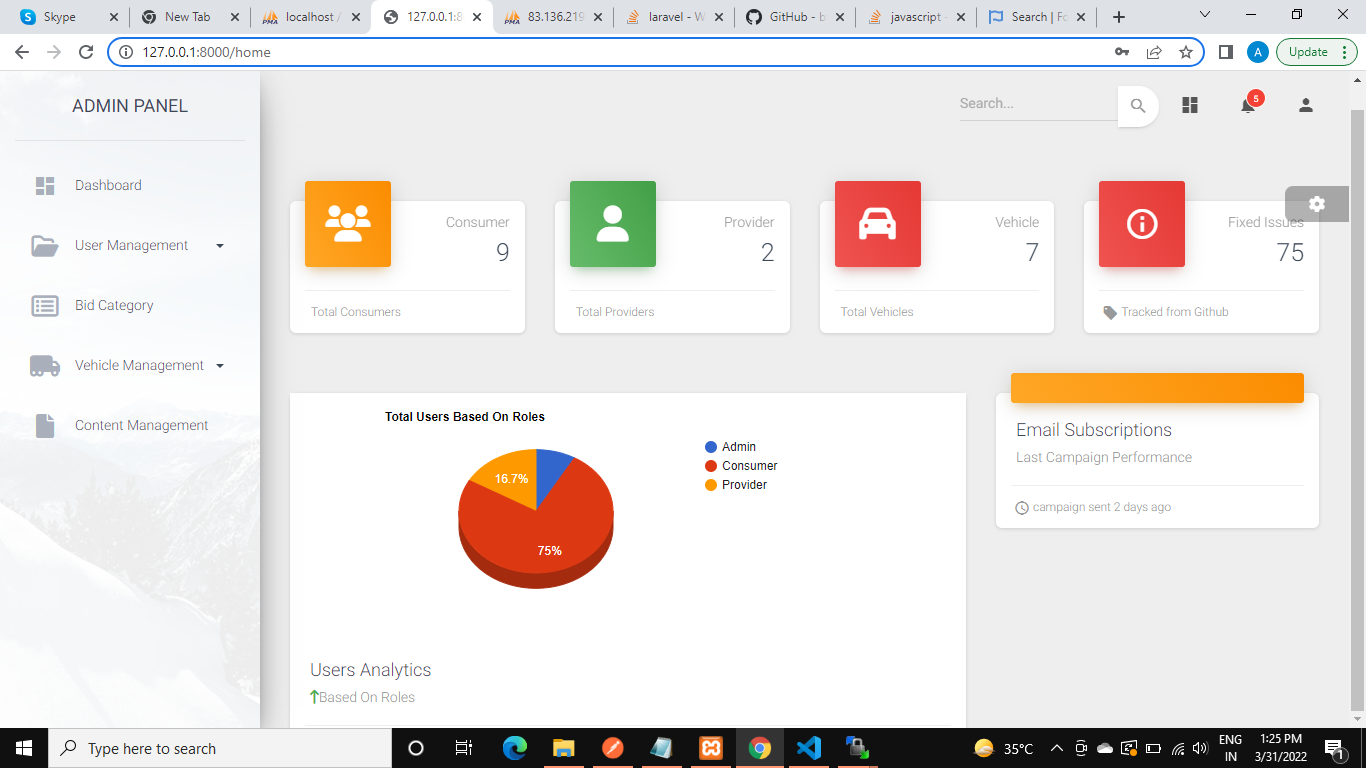 Skype
New Tab
localhost /
127.0.0.1:8
83.136.219
laravel - W
GitHub - b
javascript -
Search | Fo
127.0.0.1:8000/home
A
Update
ADMIN PANEL
Search...
5
Dashboard
User Management
Bid Category
Vehicle Management
Content Management
Consumer
9
Total Consumers
Provider
2
Total Providers
Vehicle
7
Total Vehicles
Fixed Issues
75
Tracked from Github
Total Users Based On Roles
16.7%
75%
Admin
Consumer
Provider
Users Analytics
Based On Roles
Email Subscriptions
Last Campaign Performance
campaign sent 2 days ago
Type here to search
35°C
ENG
IN
1:25 PM
3/31/2022
1